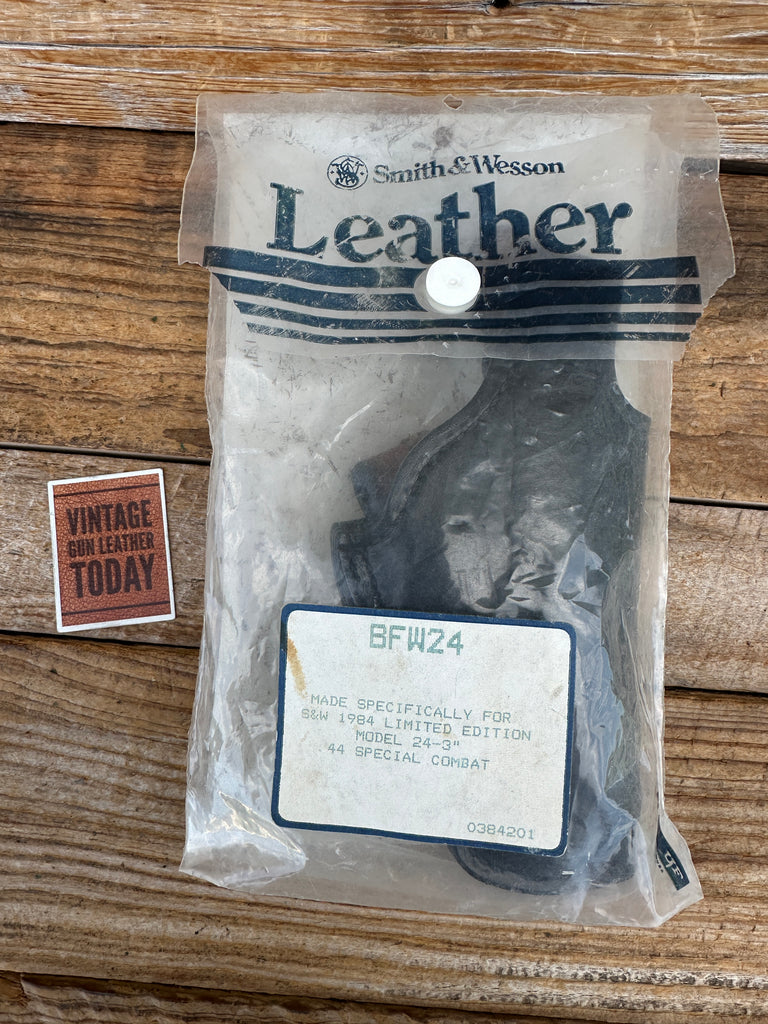 Smith & Wesson
Leather
VINTAGE
GUN LEATHER
TODAY
BFW24
MADE SPECIFICALLY FOR
S&W 1984 LIMITED EDITION
MODEL 24-3"
44 SPECIAL COMBAT
0384201